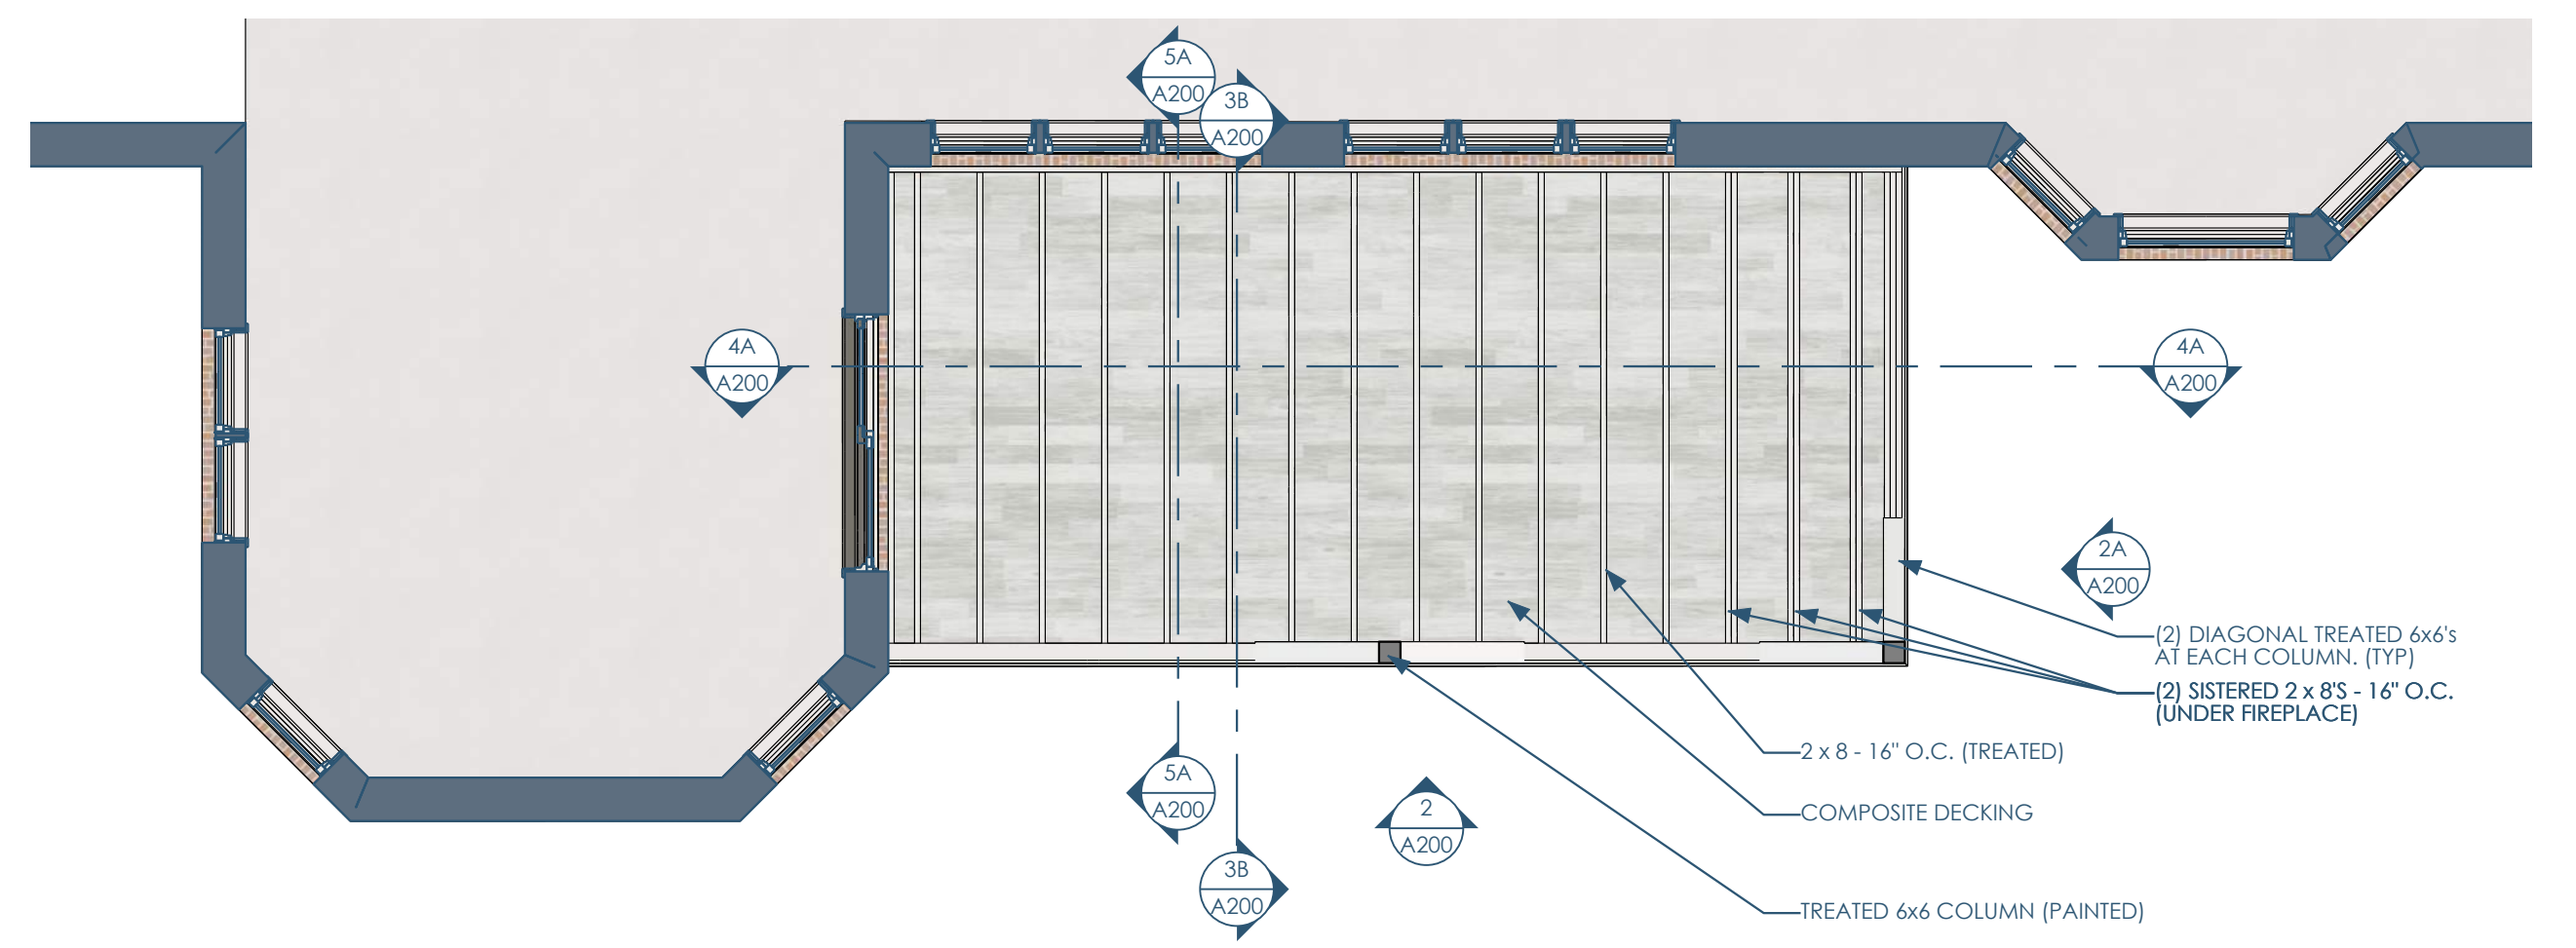 5A
A200
3B
A200
4A
A200
4A
A200
2A
A200
(2) DIAGONAL TREATED 6x6's
AT EACH COLUMN. (TYP)
(2) SISTERED 2 x 8'S - 16" O.C.
(UNDER FIREPLACE)
2 x 8 - 16" O.C. (TREATED)
5A
A200
2
A200
COMPOSITE DECKING
3B
A200
TREATED 6x6 COLUMN (PAINTED)